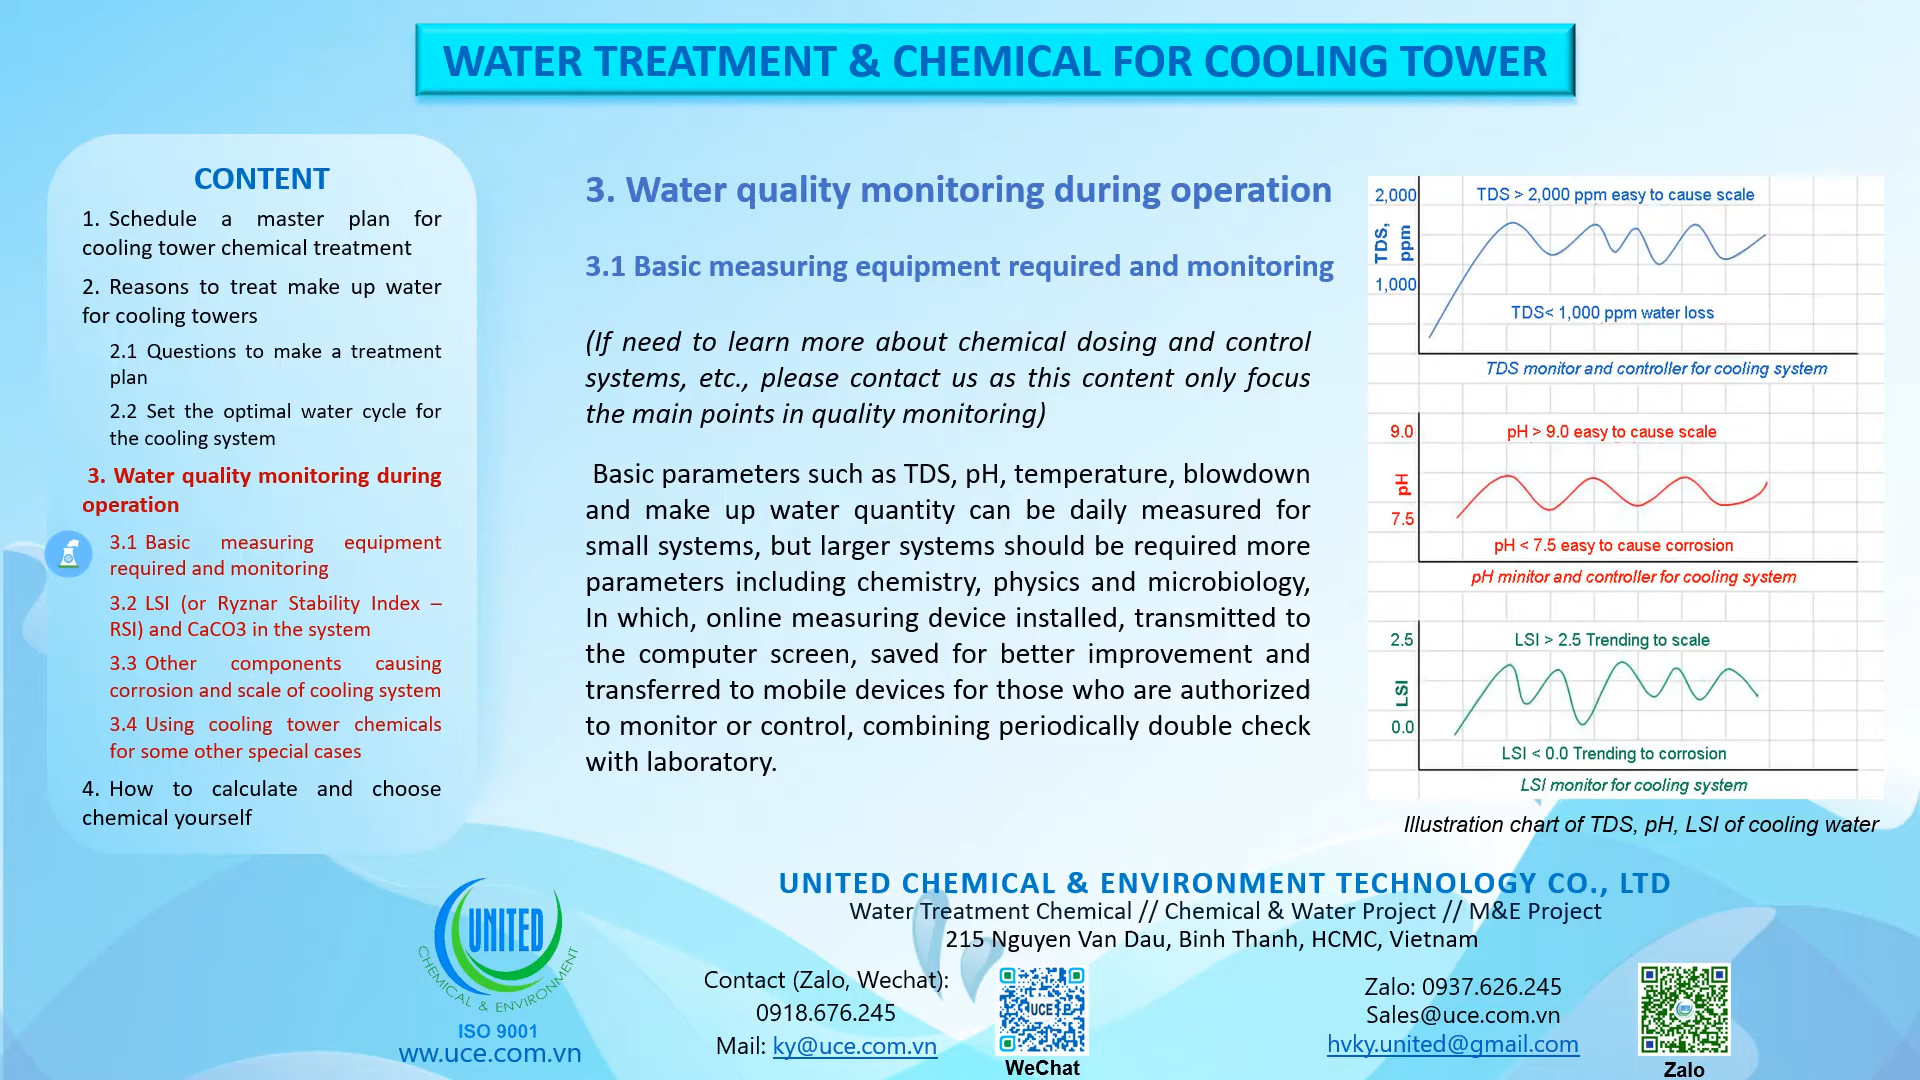 WATER TREATMENT & CHEMICAL FOR COOLING TOWER
CONTENT
1. Schedule a master plan for
cooling tower chemical treatment
2. Reasons to treat make up water
for cooling towers
2.1 Questions to make a treatment
plan
2.2 Set the optimal water cycle for
the cooling system
3. Water quality monitoring during
operation
3.1 Basic measuring equipment
required and monitoring
3.2 LSI (or Ryznar Stability Index –
RSI) and CaCO3 in the system
3.3 Other components causing
corrosion and scale of cooling system
3.4 Using cooling tower chemicals
for some other special cases
4. How to calculate and choose
chemical yourself
3. Water quality monitoring during operation
3.1 Basic measuring equipment required and monitoring
(If need to learn more about chemical dosing and control
systems, etc., please contact us as this content only focus
the main points in quality monitoring)
Basic parameters such as TDS, pH, temperature, blowdown
and make up water quantity can be daily measured for
small systems, but larger systems should be required more
parameters including chemistry, physics and microbiology,
In which, online measuring device installed, transmitted to
the computer screen, saved for better improvement and
transferred to mobile devices for those who are authorized
to monitor or control, combining periodically double check
with laboratory.
2,000
TDS > 2,000 ppm easy to cause scale
TDS,
ppm
1,000
TDS< 1,000 ppm water loss
TDS monitor and controller for cooling system
9.0
pH > 9.0 easy to cause scale
pH
7.5
pH < 7.5 easy to cause corrosion
pH minitor and controller for cooling system
2.5
LSI > 2.5 Trending to scale
LSI
0.0
LSI < 0.0 Trending to corrosion
LSI monitor for cooling system
Illustration chart of TDS, pH, LSI of cooling water
UNITED
CHEMICAL & ENVIRONMENT
ISO 9001
ww.uce.com.vn
UNITED CHEMICAL & ENVIRONMENT TECHNOLOGY CO., LTD
Water Treatment Chemical // Chemical & Water Project // M&E Project
215 Nguyen Van Dau, Binh Thanh, HCMC, Vietnam
Contact (Zalo, Wechat):
0918.676.245
Mail: ky@uce.com.vn
UCE
WeChat
Zalo: 0937.626.245
Sales@uce.com.vn
hvky.united@gmail.com
Zalo